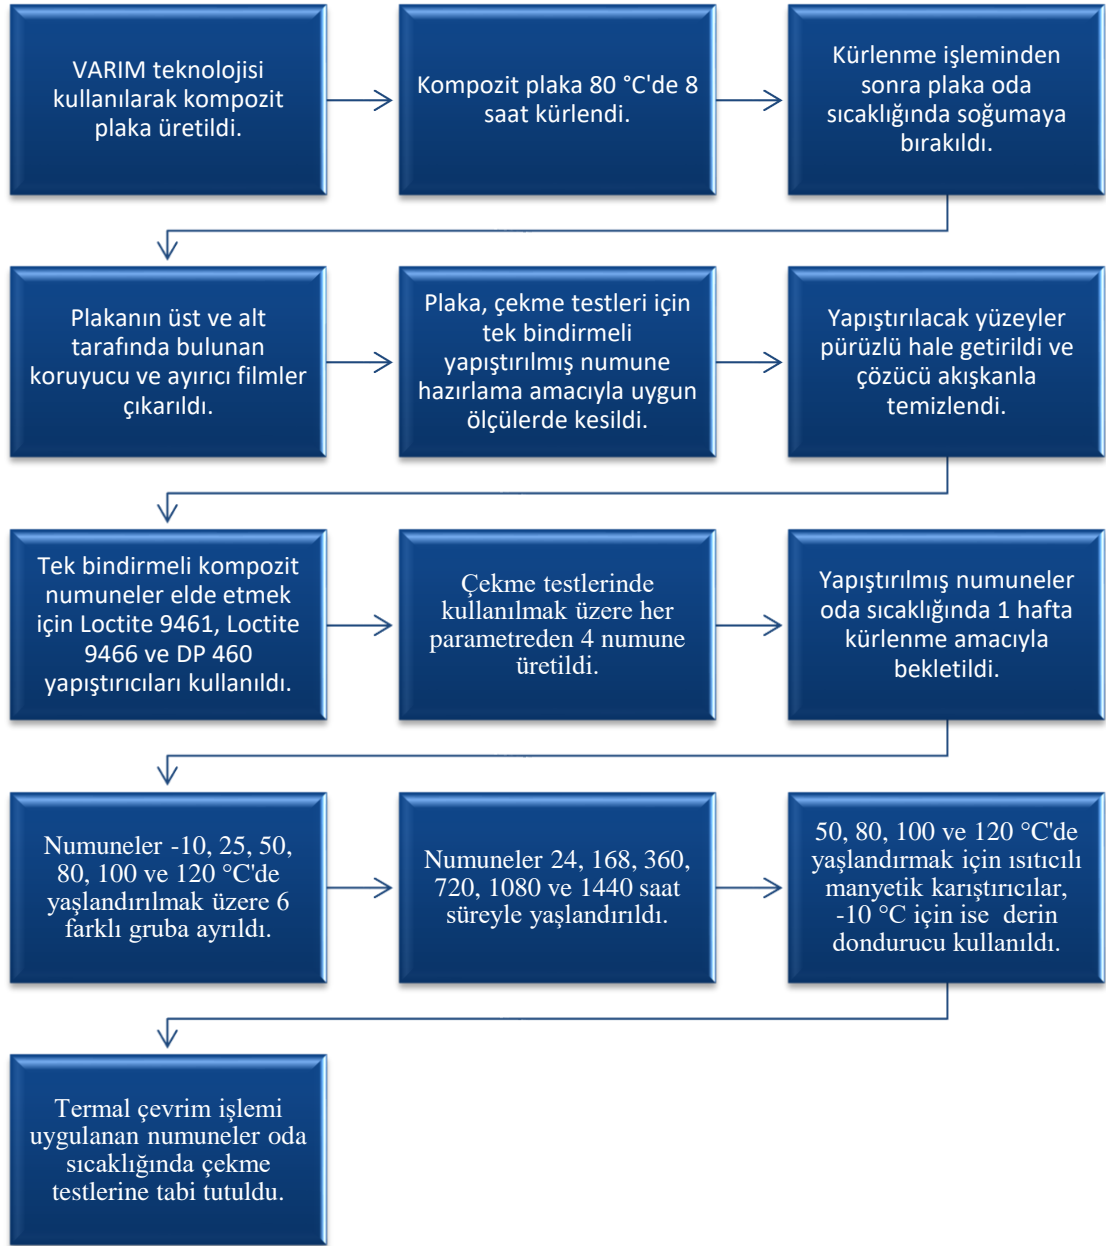 VARIM teknolojisi
kullanılarak kompozit
plaka üretildi.
Kompozit plaka 80 °C'de 8
saat kürlendi.
Kürlenme işleminden
sonra plaka oda
sıcaklığında soğumaya
bırakıldı.
Plakanın üst ve alt
tarafında bulunan
koruyucu ve ayırıcı filmler
çıkarıldı.
Plaka, çekme testleri için
tek bindirmeli
yapıştırılmış numune
hazırlama amacıyla uygun
ölçülerde kesildi.
Yapıştırılacak yüzeyler
pürüzlü hale getirildi ve
çözücü akışkanla
temizlendi.
Tek bindirmeli kompozit
numuneler elde etmek
için Loctite 9461, Loctite
9466 ve DP 460
yapıştırıcıları kullanıldı.
Çekme testlerinde
kullanılmak üzere her
parametreden 4 numune
üretildi.
Yapıştırılmış numuneler
oda sıcaklığında 1 hafta
kürlenme amacıyla
bekletildi.
Numuneler -10, 25, 50,
80, 100 ve 120 °C'de
yaşlandırılmak üzere 6
farklı gruba ayrıldı.
Numuneler 24, 168, 360,
720, 1080 ve 1440 saat
süreyle yaşlandırıldı.
50, 80, 100 ve 120 °C'de
yaşlandırmak için ısıtıcılı
manyetik karıştırıcılar,
-10 °C için ise derin
dondurucu kullanıldı.
Termal çevrim işlemi
uygulanan numuneler oda
sıcaklığında çekme
testlerine tabi tutuldu.